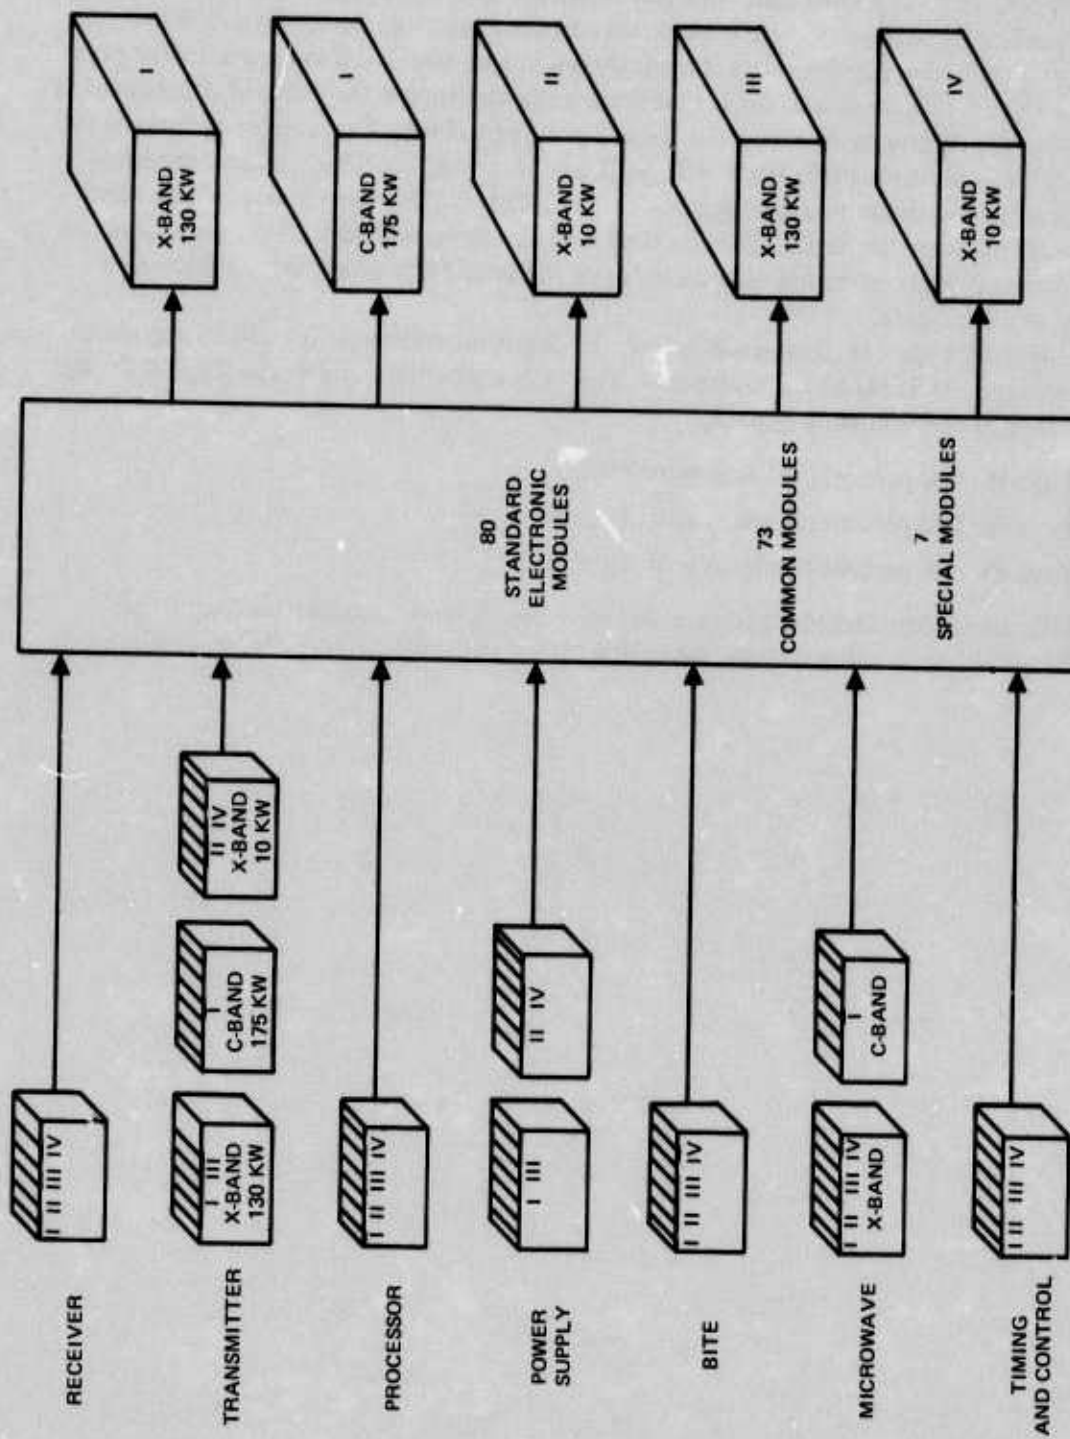 RECEIVER
I II III IV
TRANSMITTER
I III
X-BAND
130 KW
I
C-BAND
175 KW
II IV
X-BAND
10 KW
PROCESSOR
I II III IV
POWER
SUPPLY
I III
II IV
BITE
I II III IV
MICROWAVE
I II III IV
X-BAND
I
C-BAND
TIMING
AND CONTROL
I II III IV
80
STANDARD
ELECTRONIC
MODULES
73
COMMON MODULES
7
SPECIAL MODULES
X-BAND
130 KW
I
C-BAND
175 KW
I
X-BAND
10 KW
II
X-BAND
130 KW
III
X-BAND
10 KW
IV